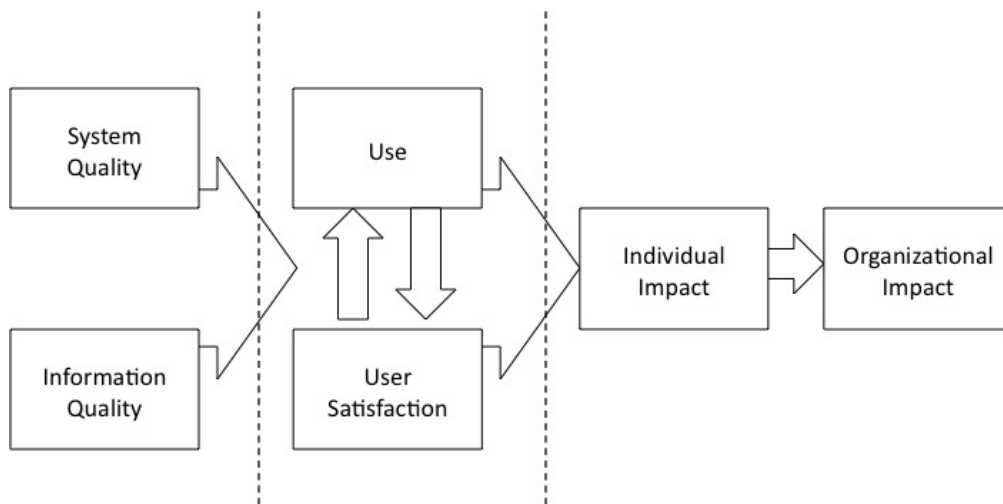 System
Quality
Use
Individual
Impact
Organizational
Impact
Information
Quality
User
Satisfaction